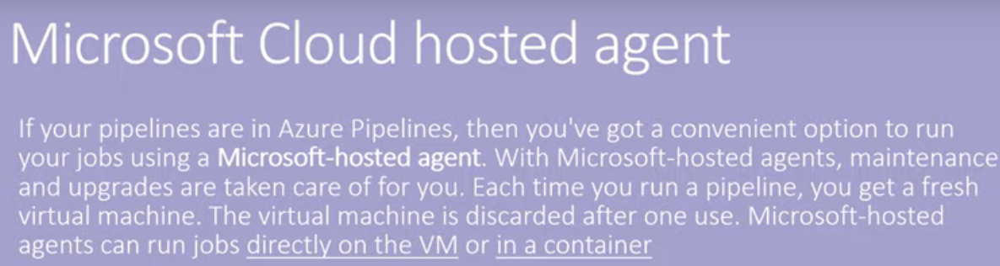 Microsoft Cloud hosted agent
If your pipelines are in Azure Pipelines, then you've got a convenient option to run
your jobs using a Microsoft-hosted agent. With Microsoft-hosted agents, maintenance
and upgrades are taken care of for you. Each time you run a pipeline, you get a fresh
virtual machine. The virtual machine is discarded after one use. Microsoft-hosted
agents can run jobs directly on the VM or in a container